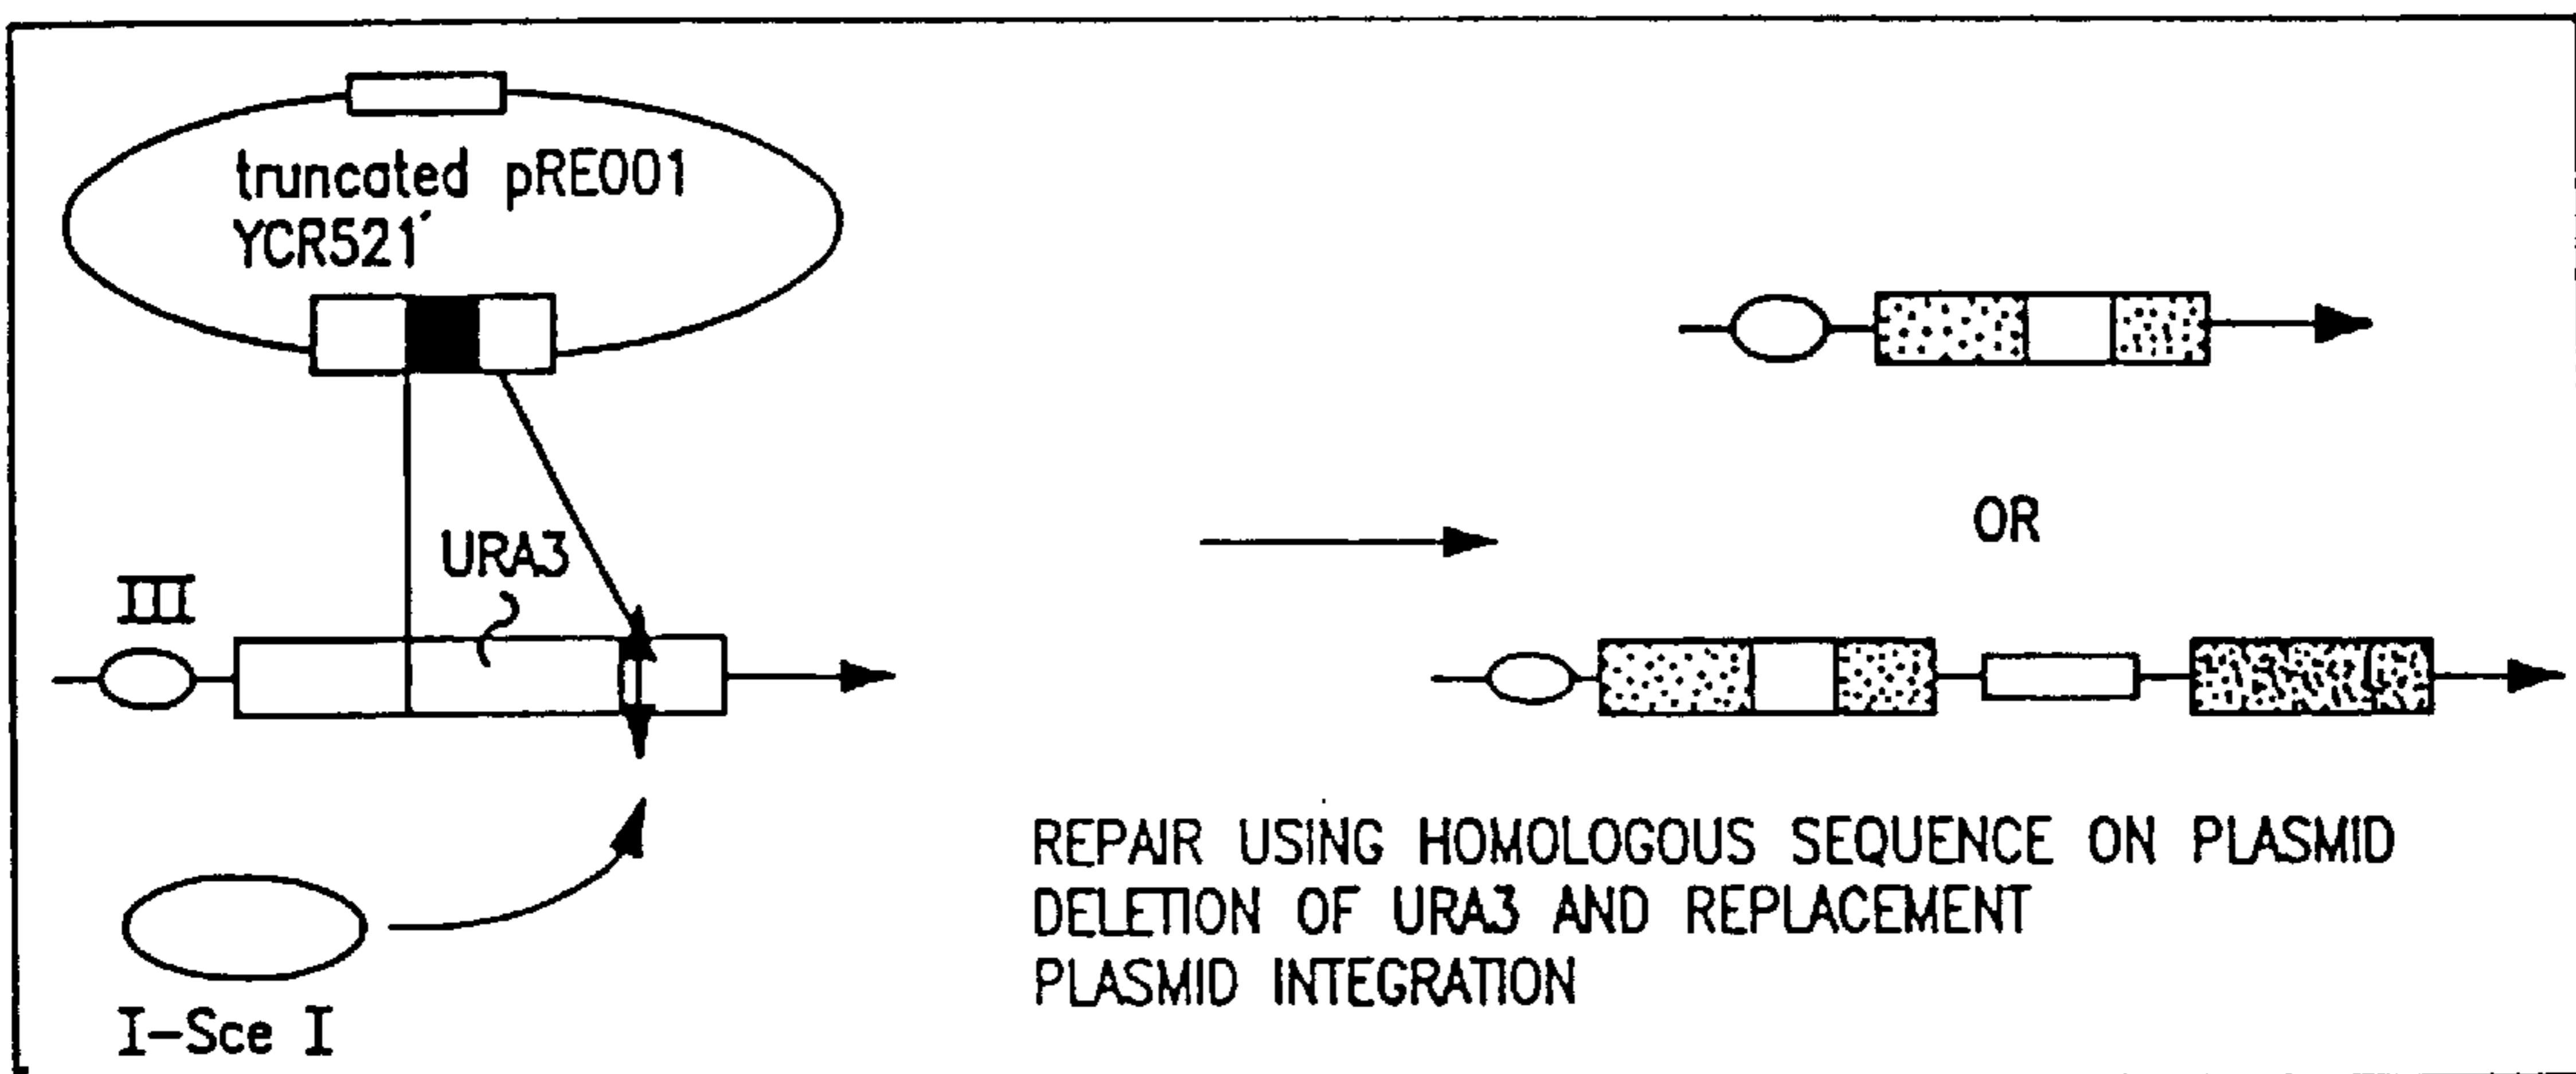 truncated pRE001
YCR521´
URA3
III
I-Sce I
OR
REPAIR USING HOMOLOGOUS SEQUENCE ON PLASMID
DELETION OF URA3 AND REPLACEMENT
PLASMID INTEGRATION